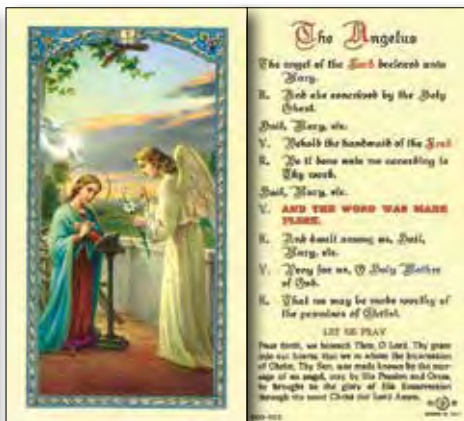 The Angelus
The angel of the Lord declared unto
Mary.
R. And she conceived by the Holy
Ghost.
Hail, Mary, etc.
V. Behold the handmaid of the Lord
R. Be it done unto me according to
Thy word.
Hail, Mary, etc.
V. AND THE WORD WAS MADE
FLESH.
R. And dwelt among us, Hail,
Mary, etc.
V. Pray for us, O Holy Mother
of God.
R. That we may be made worthy of
the promises of Christ.
LET US PRAY
Pour forth, we beseech Thee, O Lord, Thy grace
into our hearts; that we to whom the Incarnation
of Christ, Thy Son, was made known by the mes-
sage of an angel, may by His Passion and Cross,
be brought to the glory of His Resurrection
through the same Christ Our Lord Amen.